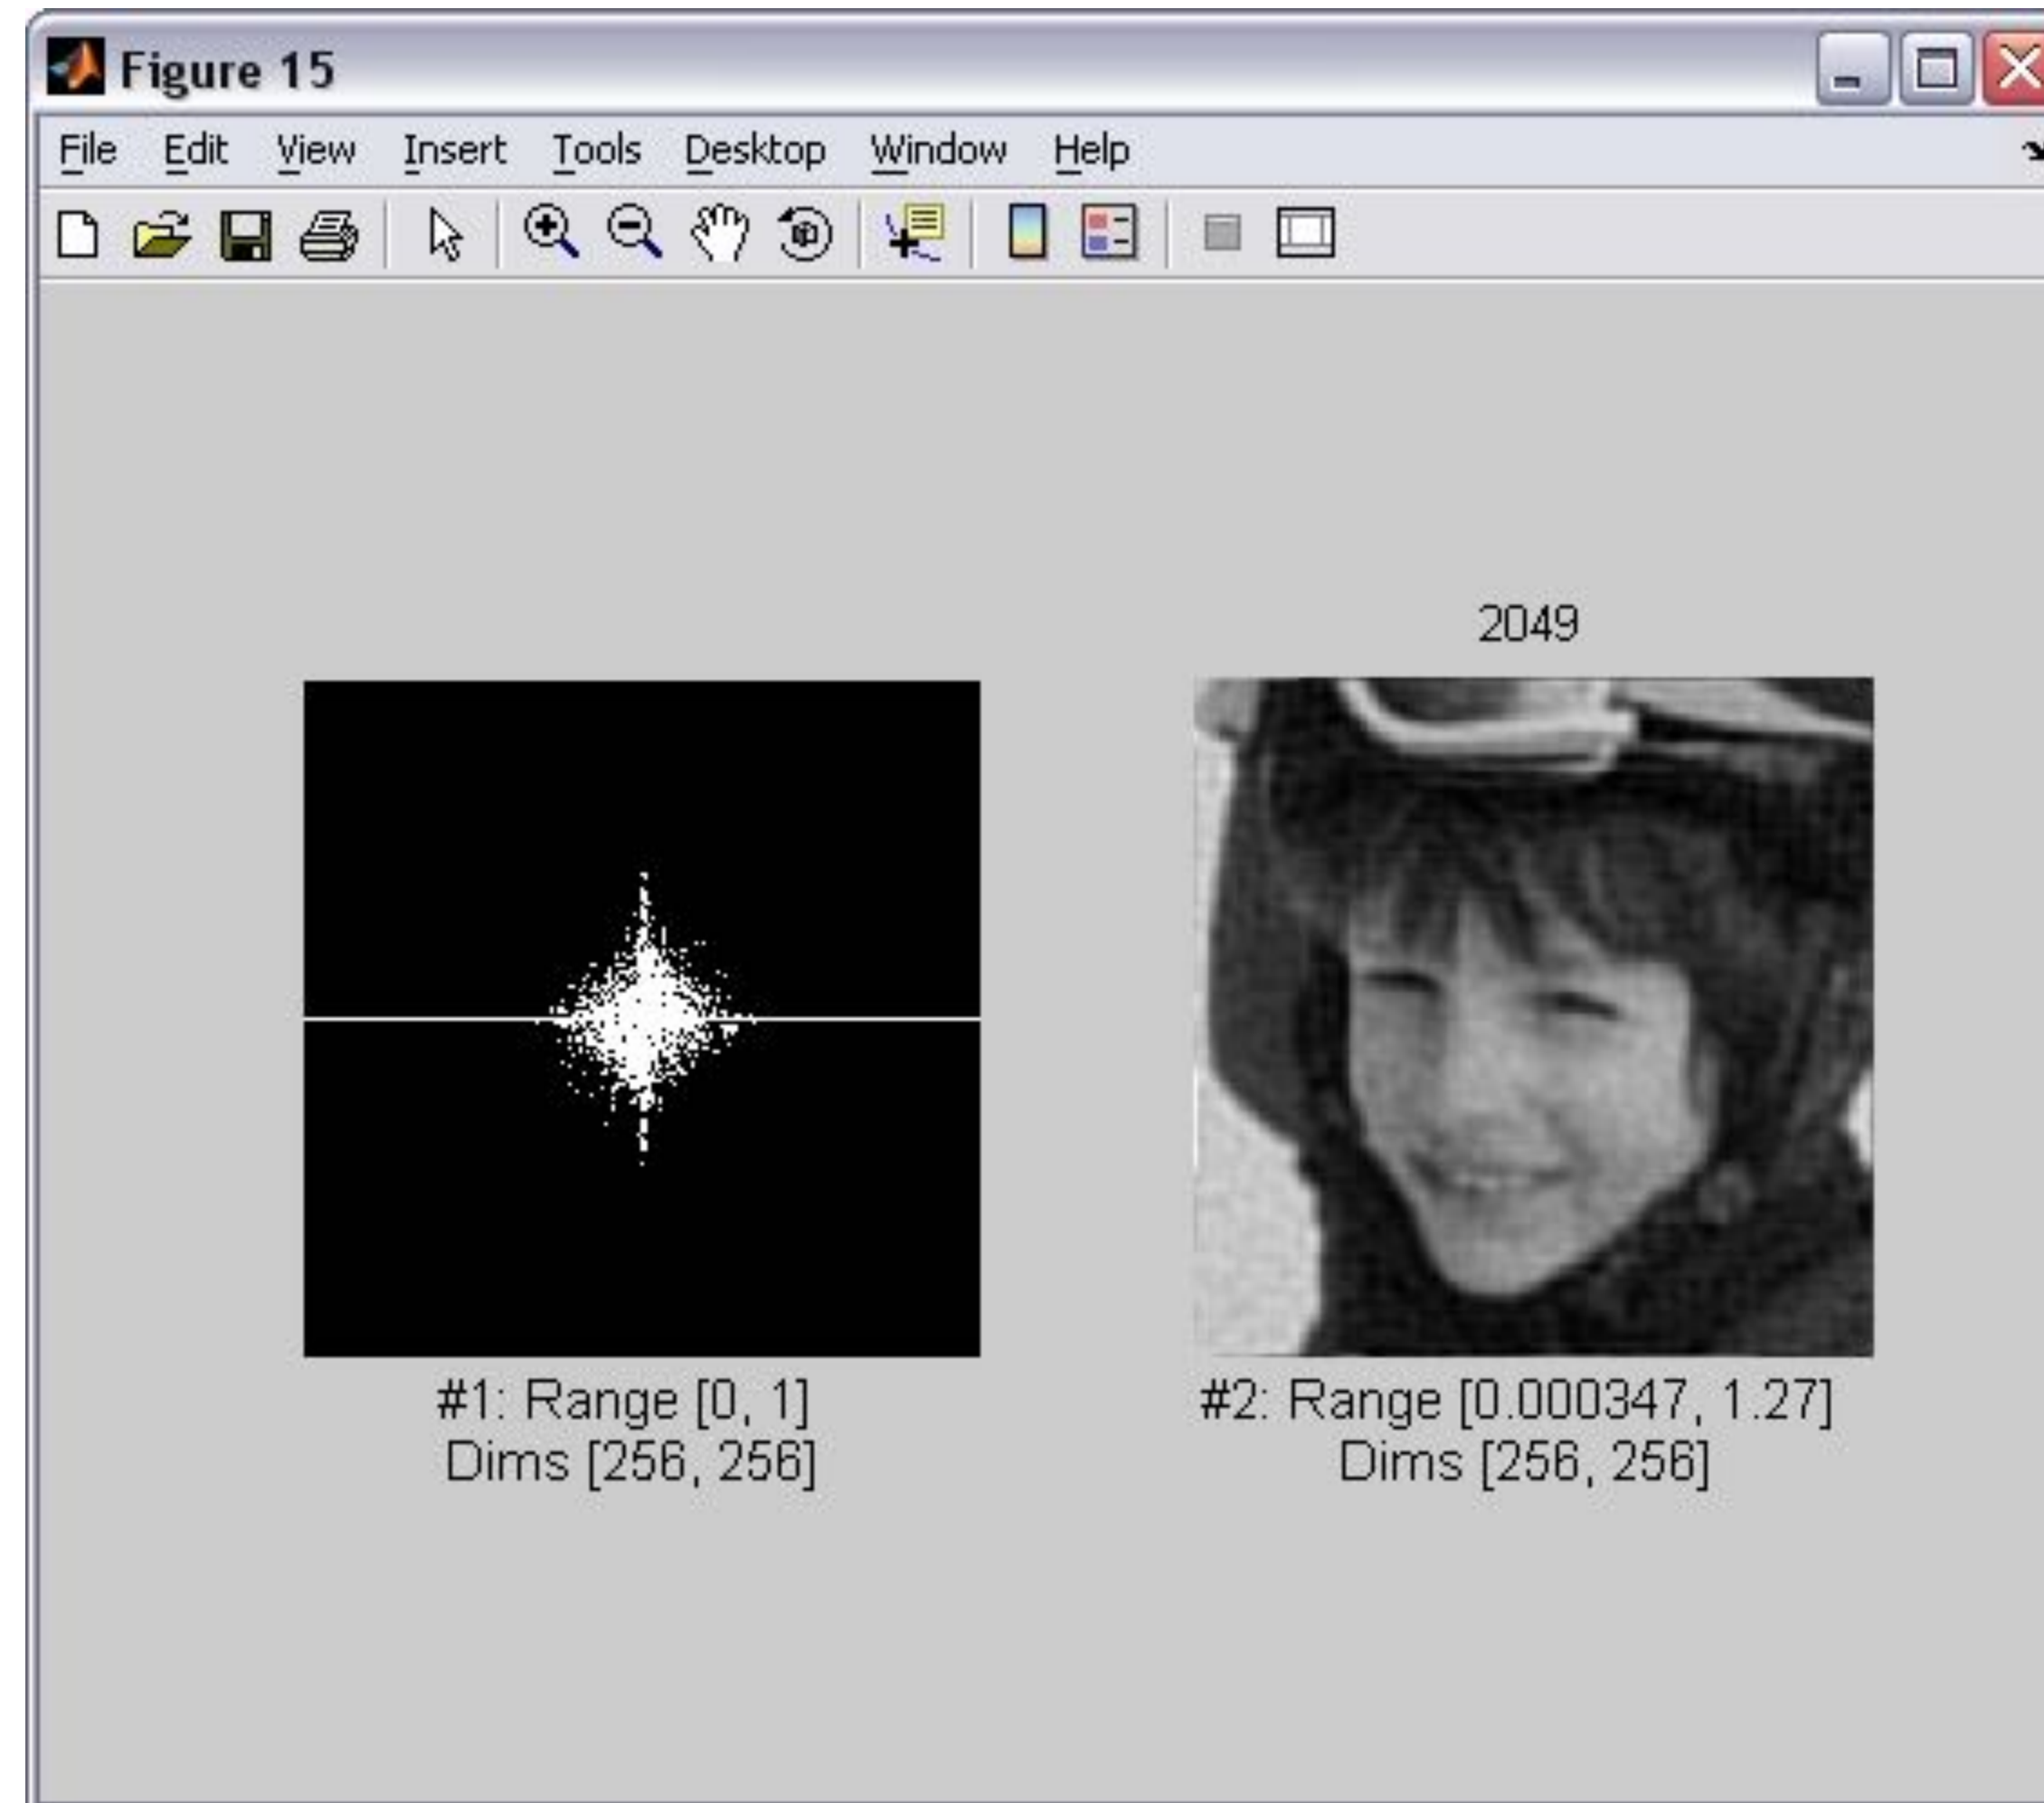 Figure 15
File Edit View Insert Tools Desktop Window Help
2049
#1: Range [0, 1]
Dims [256, 256]
#2: Range [0.000347, 1.27]
Dims [256, 256]